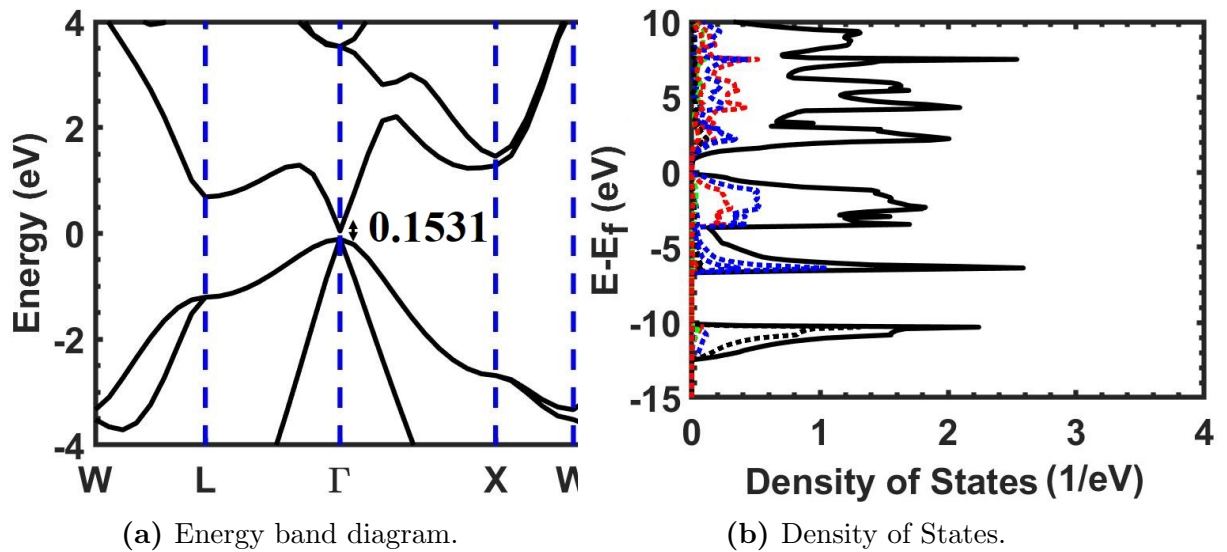 4
2
0
-2
-4
Energy (eV)
0.1531
W L Γ X W
10
5
0
-5
-10
-15
E-Ef (eV)
0 1 2 3 4
Density of States (1/eV)
(a) Energy band diagram.
(b) Density of States.